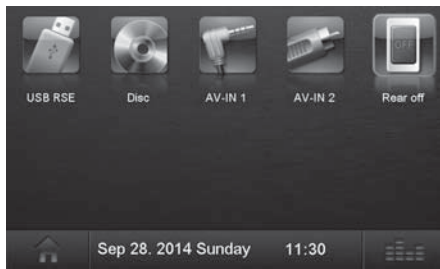 OFF
USB RSE Disc AV-IN 1 AV-IN 2 Rear off
Sep 28. 2014 Sunday 11:30